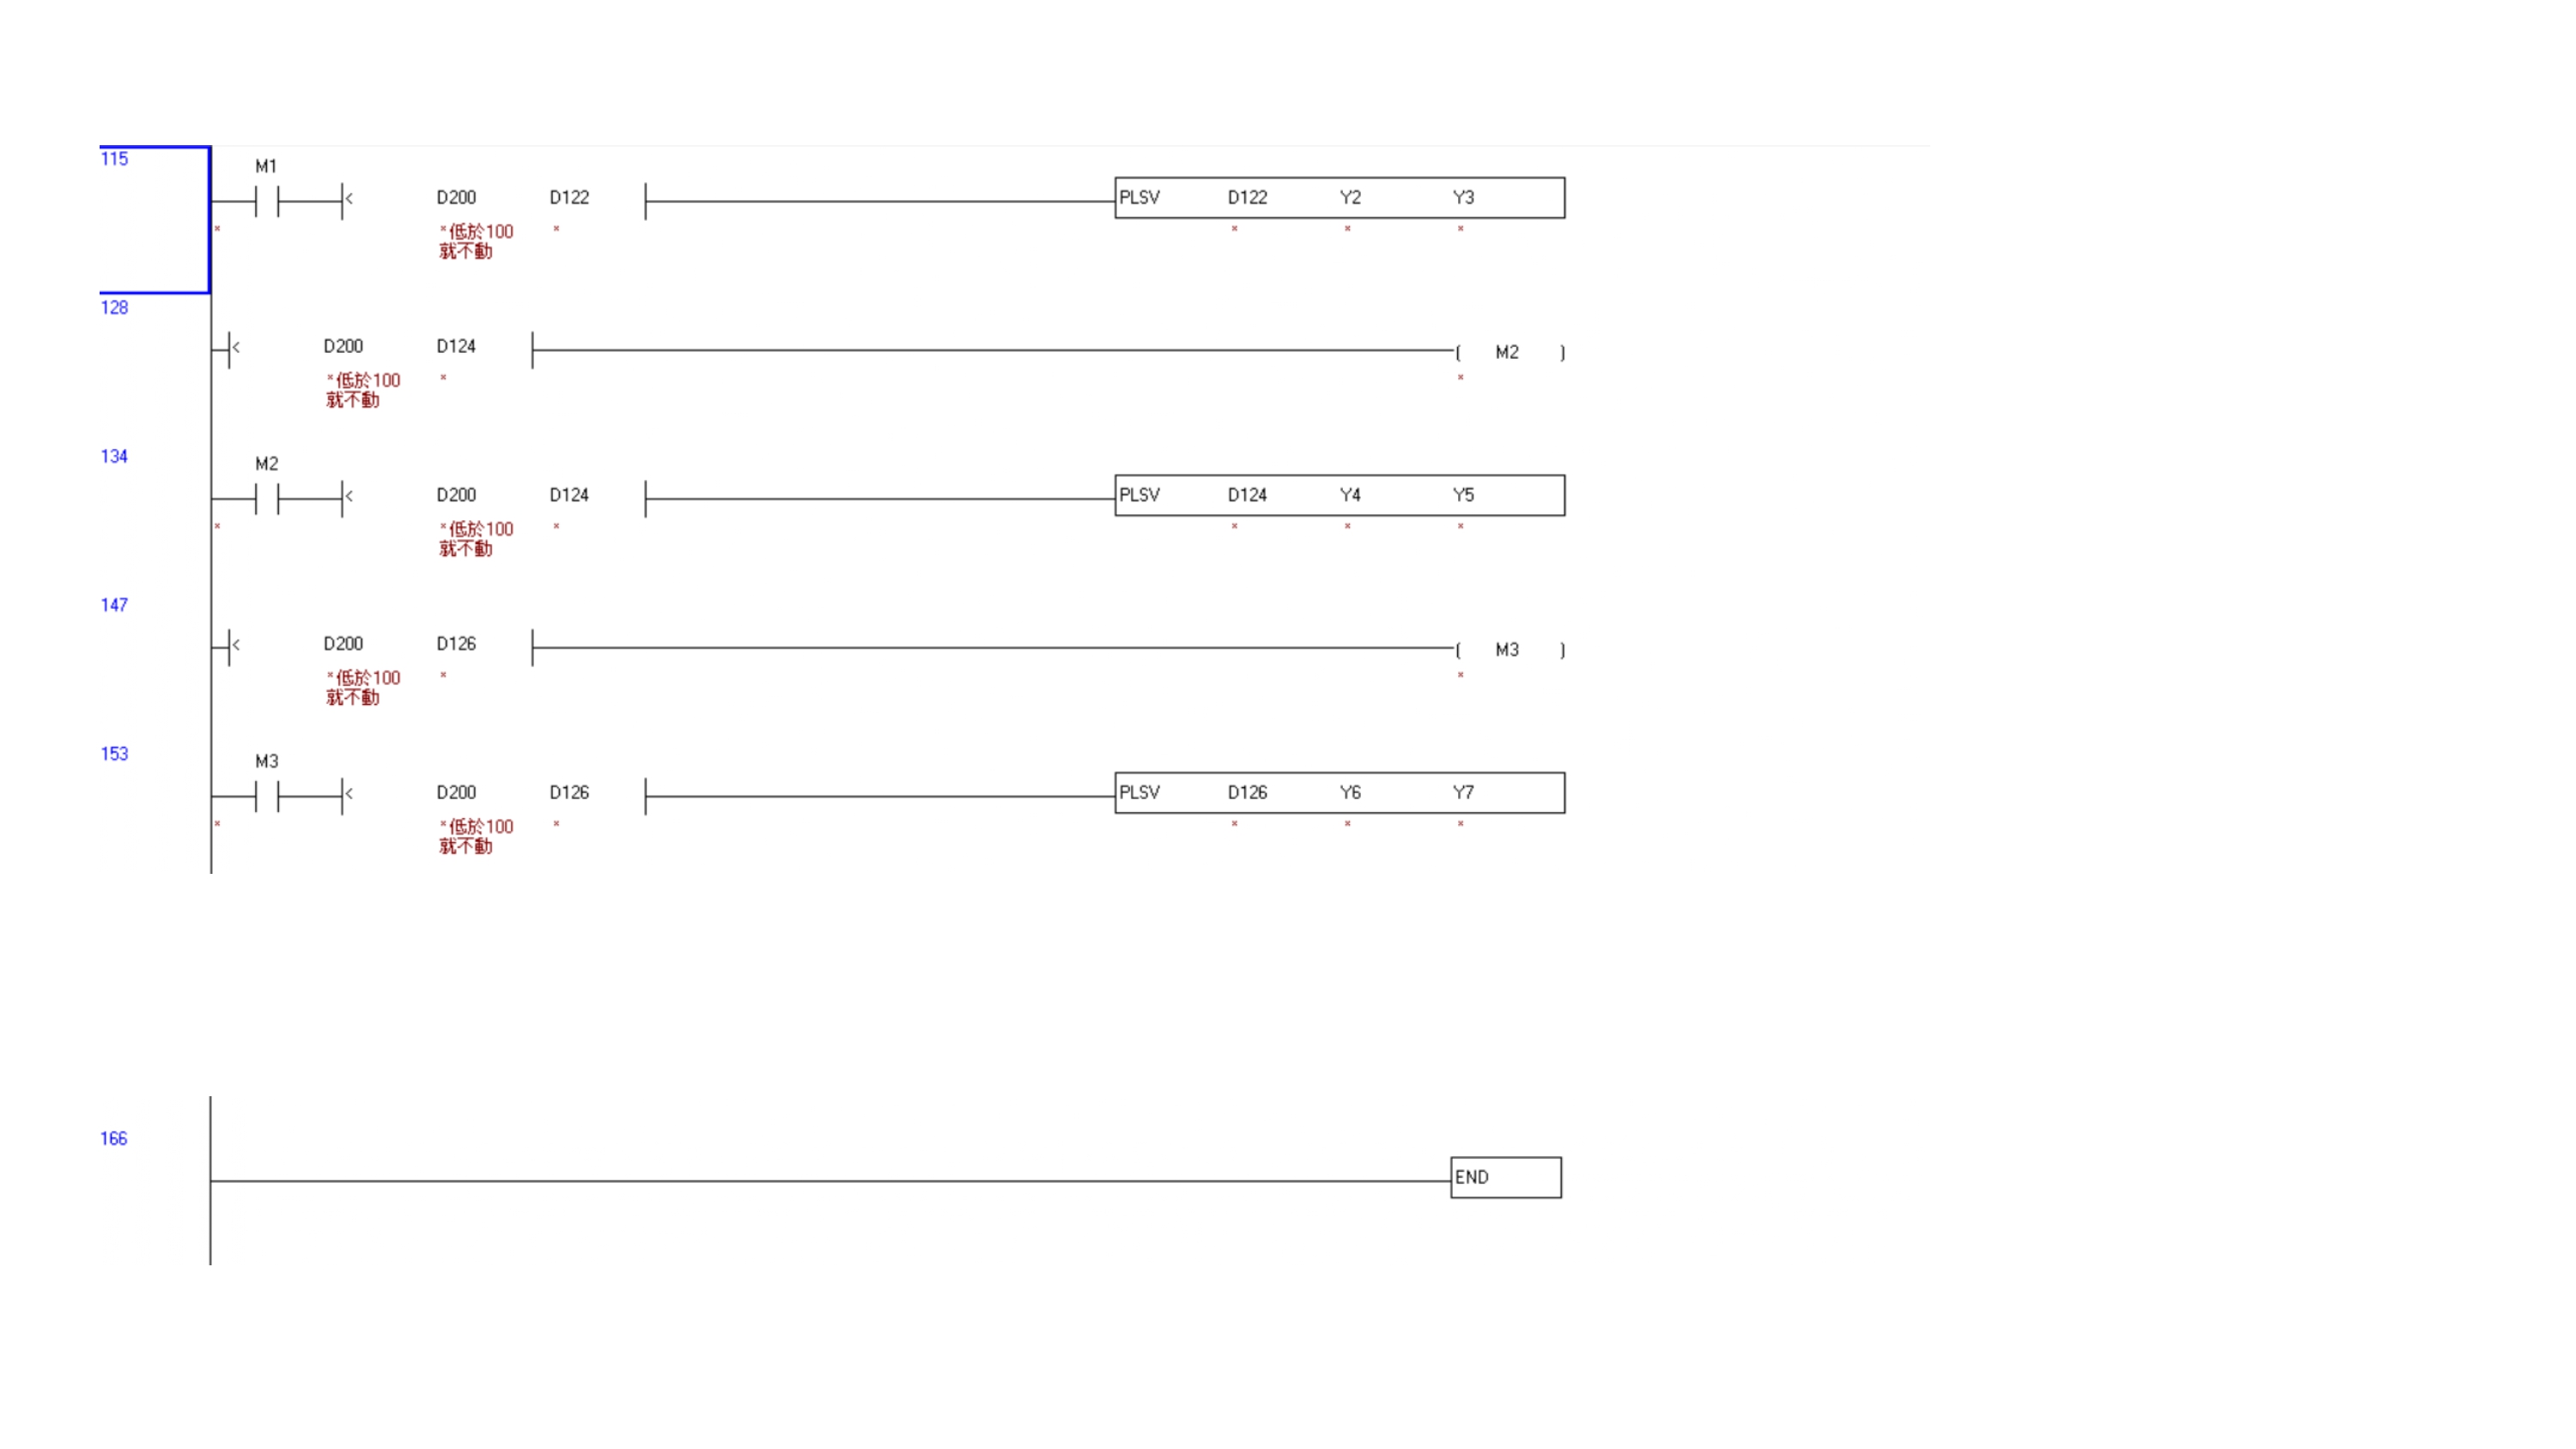 115
M1
< D200 D122 PLSV D122 Y2 Y3
* *低於100 * * * *
就不動
128
< D200 D124 ( M2 )
*低於100 * *
就不動
134
M2
< D200 D124 PLSV D124 Y4 Y5
* *低於100 * * * *
就不動
147
< D200 D126 ( M3 )
*低於100 * *
就不動
153
M3
< D200 D126 PLSV D126 Y6 Y7
* *低於100 * * * *
就不動
166
END